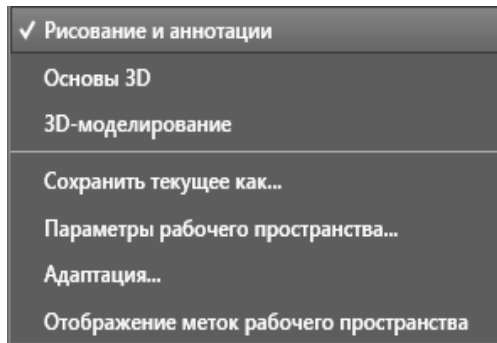 Рисование и аннотации
Основы 3D
3D-моделирование
Сохранить текущее как...
Параметры рабочего пространства...
Адаптация...
Отображение меток рабочего пространства